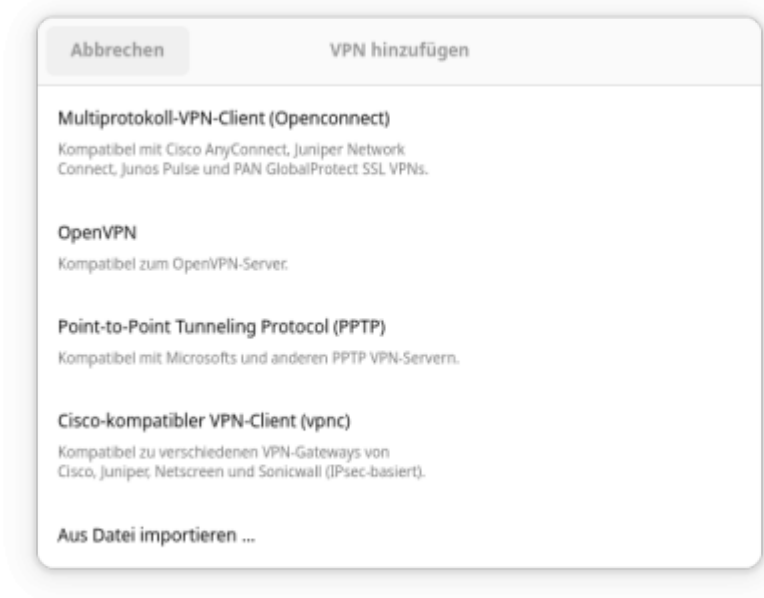 Abbrechen
VPN hinzufügen
Multiprotokoll-VPN-Client (Openconnect)
Kompatibel mit Cisco AnyConnect, Juniper Network
Connect, Junos Pulse und PAN GlobalProtect SSL VPNs.
OpenVPN
Kompatibel zum OpenVPN-Server.
Point-to-Point Tunneling Protocol (PPTP)
Kompatibel mit Microsofts und anderen PPTP VPN-Servern.
Cisco-kompatibler VPN-Client (vpnc)
Kompatibel zu verschiedenen VPN-Gateways von
Cisco, Juniper, Netscreen und Sonicwall (IPsec-basiert).
Aus Datei importieren ...